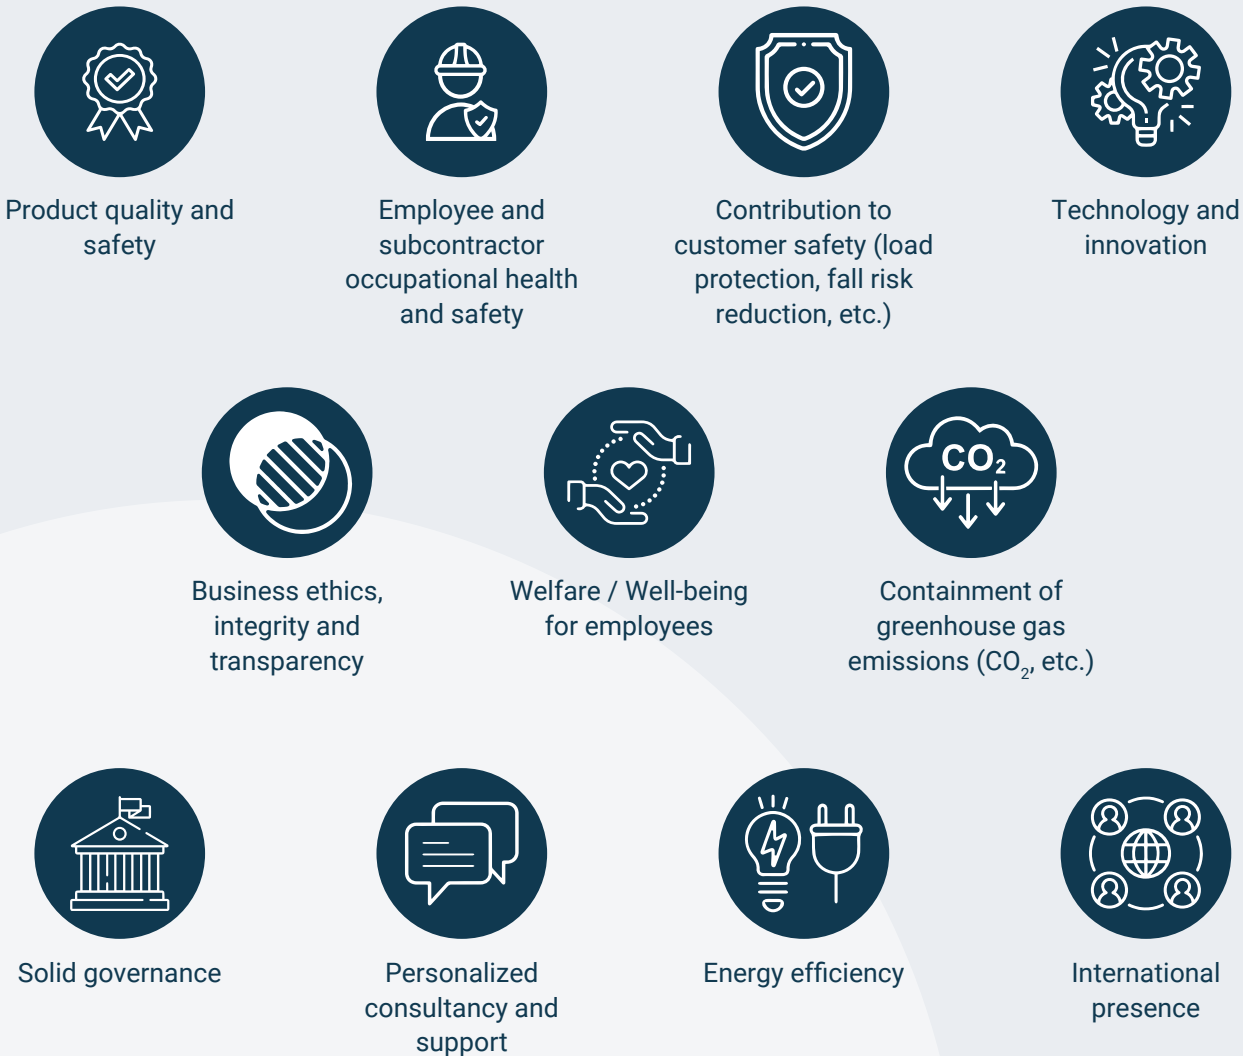 Product quality and
safety
Employee and
subcontractor
occupational health
and safety
Contribution to
customer safety (load
protection, fall risk
reduction, etc.)
Technology and
innovation
CO₂
Business ethics,
integrity and
transparency
Welfare / Well-being
for employees
Containment of
greenhouse gas
emissions (CO₂, etc.)
Solid governance
Personalized
consultancy and
support
Energy efficiency
International
presence